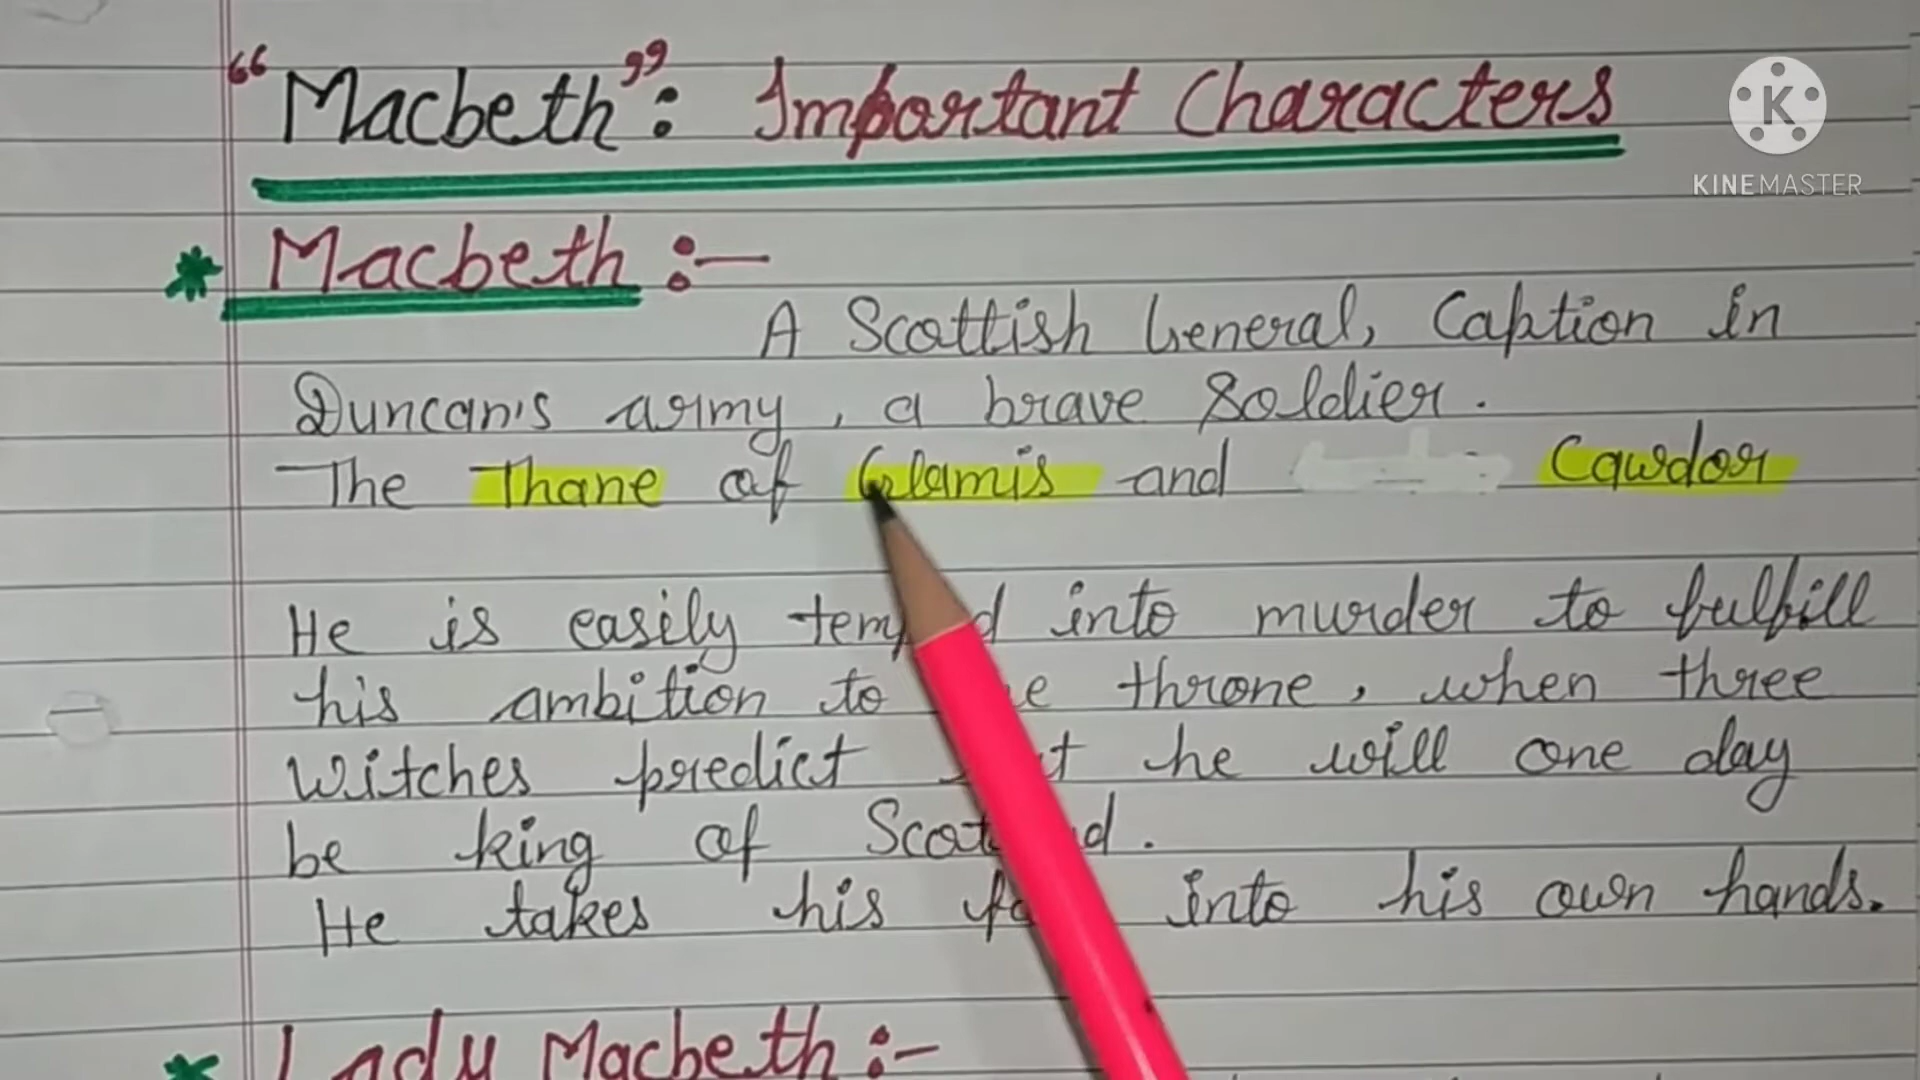 "Macbeth": Important Characters
KINEMASTER
* Macbeth :-
A Scottish General, Caption in
Duncan's army, a brave Soldier.
The Thane of Glamis and Cawdor
He is easily into murder to fulfill
his ambition to throne, when three
Witches predict he will one day
be king of
He takes his into his own hands.
* Lady Macbeth :-